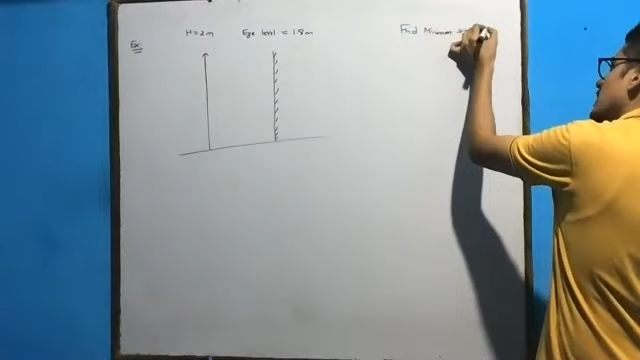 H = 2m Eye level = 1.8m Find Minimum
Ex